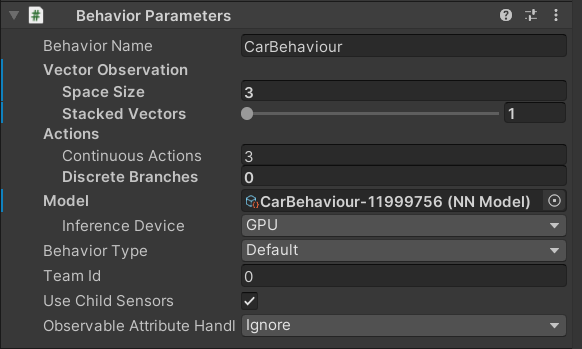 Behavior Parameters
Behavior Name CarBehaviour
Vector Observation
Space Size 3
Stacked Vectors 1
Actions
Continuous Actions 3
Discrete Branches 0
Model CarBehaviour-11999756 (NN Model)
Inference Device GPU
Behavior Type Default
Team Id 0
Use Child Sensors
Observable Attribute Handl Ignore